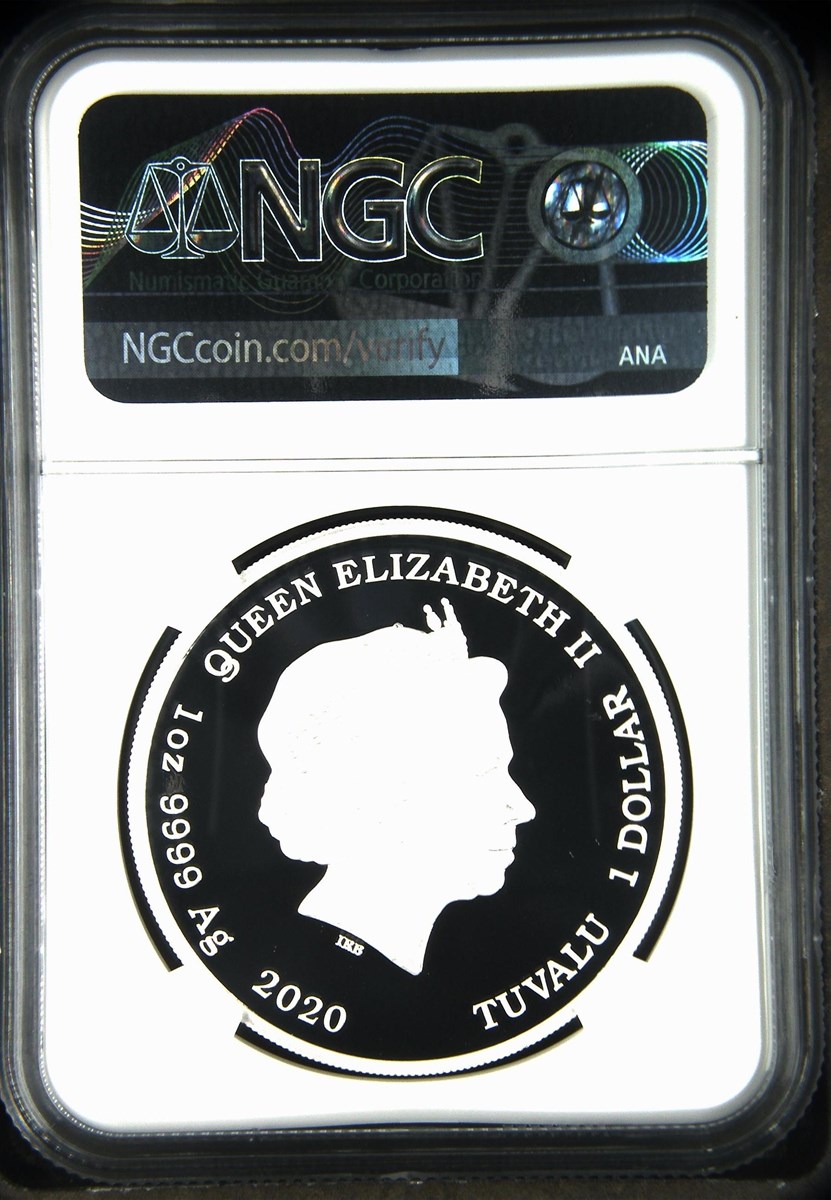 NGC
Numismatic Guaranty Corporation
NGCcoin.com/verify
ANA
QUEEN ELIZABETH II
1 DOLLAR
TUVALU
2020
1oz 9999 Ag
IRB